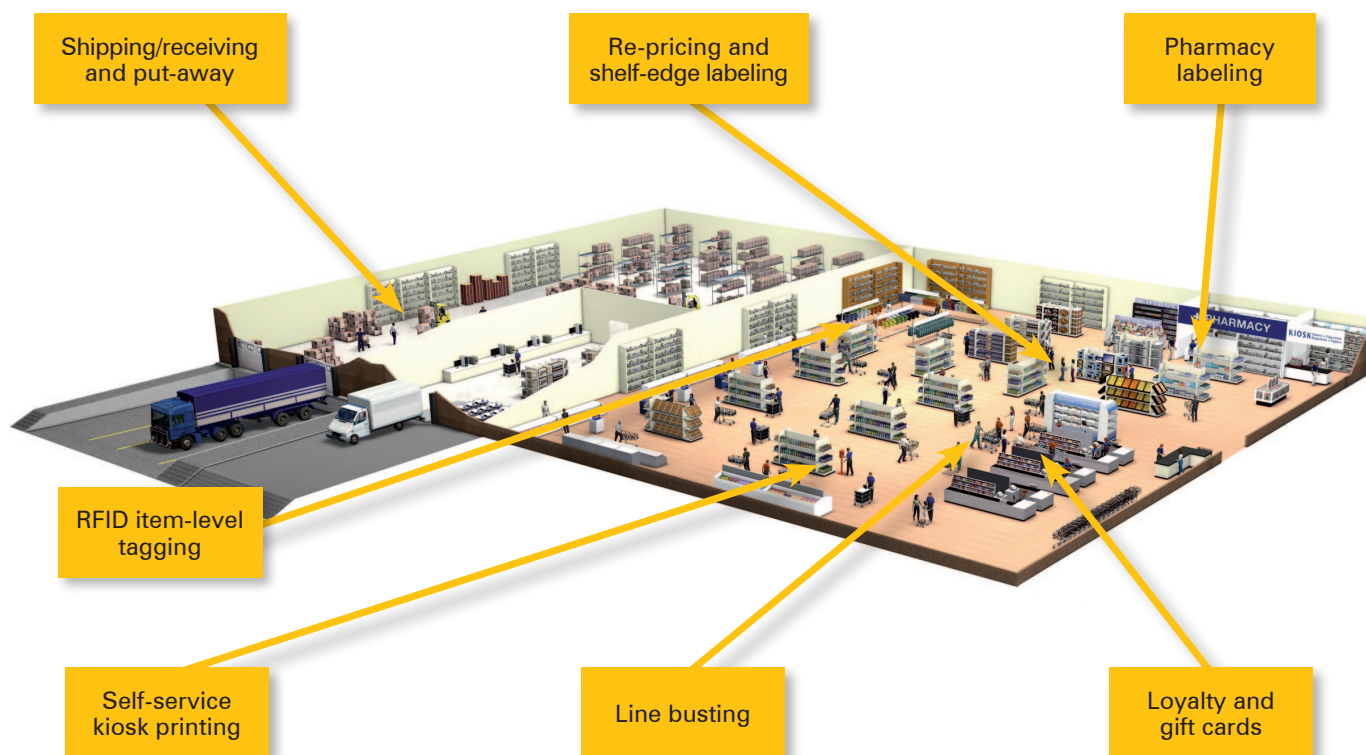 Shipping/receiving
and put-away
Re-pricing and
shelf-edge labeling
Pharmacy
labeling
PHARMACY
KIOSK
RFID item-level
tagging
Self-service
kiosk printing
Line busting
Loyalty and
gift cards